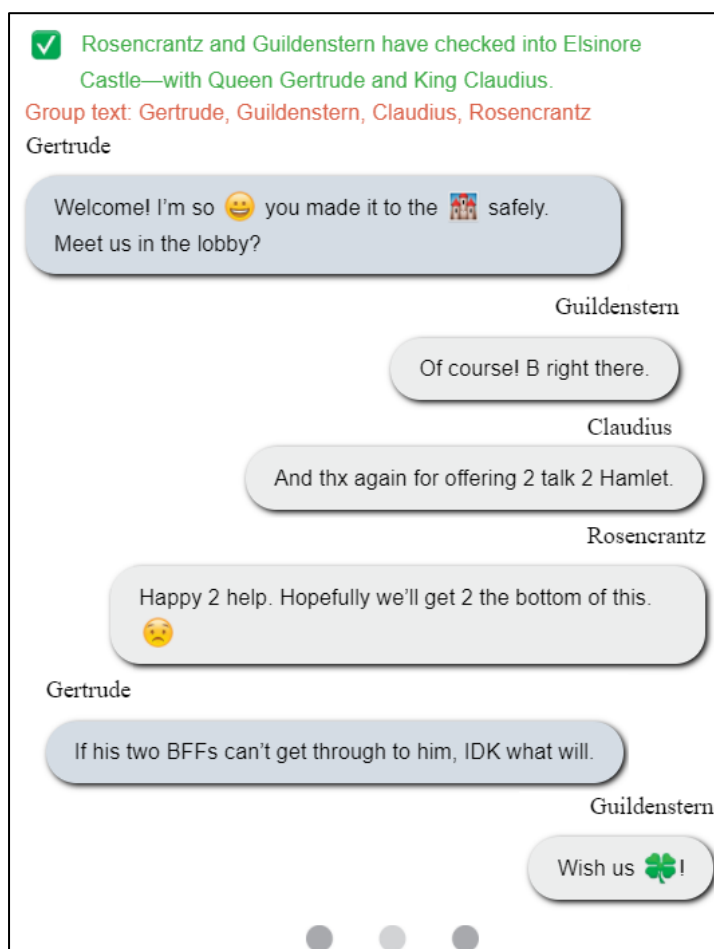 ✅ Rosencrantz and Guildenstern have checked into Elsinore
Castle—with Queen Gertrude and King Claudius.
Group text: Gertrude, Guildenstern, Claudius, Rosencrantz
Gertrude
Welcome! I'm so 😀 you made it to the 🏰 safely.
Meet us in the lobby?
Guildenstern
Of course! B right there.
Claudius
And thx again for offering 2 talk 2 Hamlet.
Rosencrantz
Happy 2 help. Hopefully we'll get 2 the bottom of this.
😟
Gertrude
If his two BFFs can't get through to him, IDK what will.
Guildenstern
Wish us 🍀!